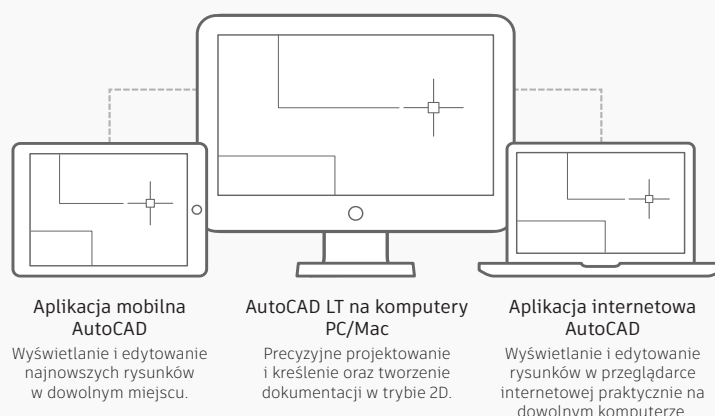 Aplikacja mobilna
AutoCAD
Wyświetlanie i edytowanie
najnowszych rysunków
w dowolnym miejscu.
AutoCAD LT na komputery
PC/Mac
Precyzyjne projektowanie
i kreślenie oraz tworzenie
dokumentacji w trybie 2D.
Aplikacja internetowa
AutoCAD
Wyświetlanie i edytowanie
rysunków w przeglądarce
internetowej praktycznie na
dowolnym komputerze.